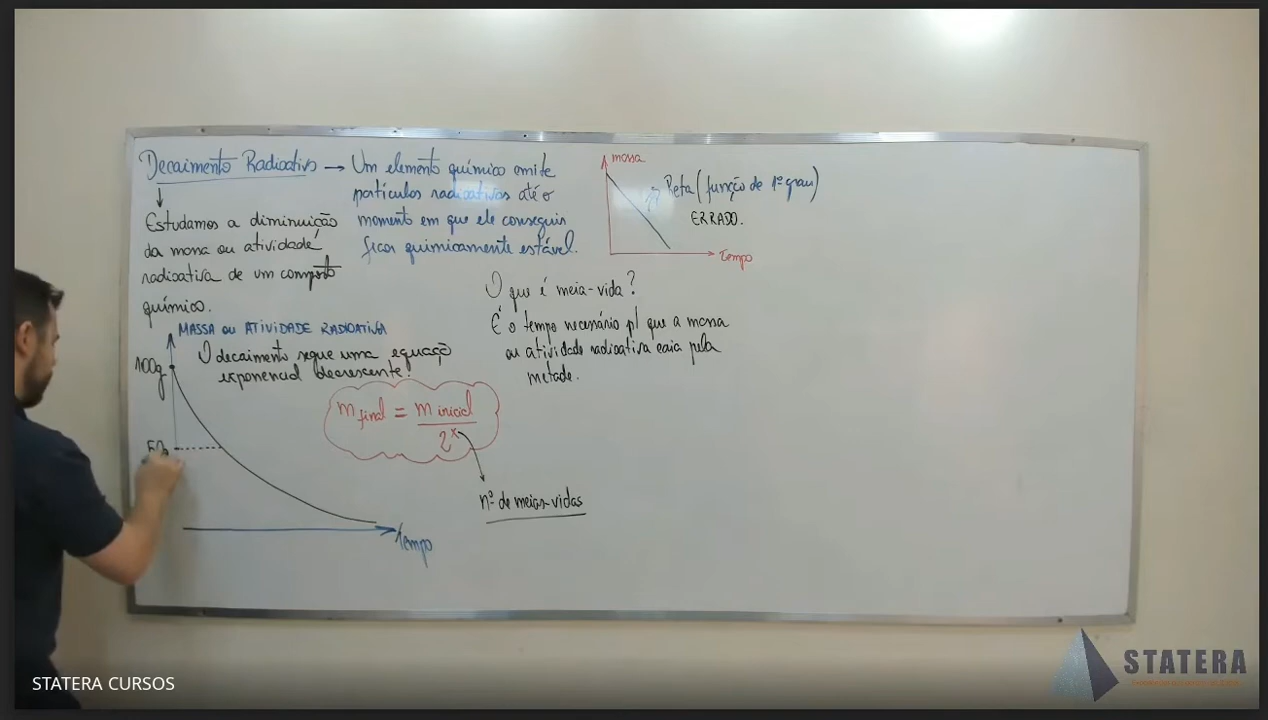 Decaimento Radioativo → Um elemento químico emite
partículas radioativas até o
momento em que ele conseguir
ficar quimicamente estável.
Estudamos a diminuição
da massa ou atividade
radioativa de um composto
químico.
massa
Reta (função de 1º grau)
ERRADO.
tempo
O que é meia-vida?
É o tempo necessário p/ que a massa
ou atividade radioativa caia pela
metade.
MASSA OU ATIVIDADE RADIOATIVA
O decaimento segue uma equação
exponencial decrescente!
100g
m final = m inicial
2^x
nº de meias-vidas
tempo
STATERA CURSOS
STATERA